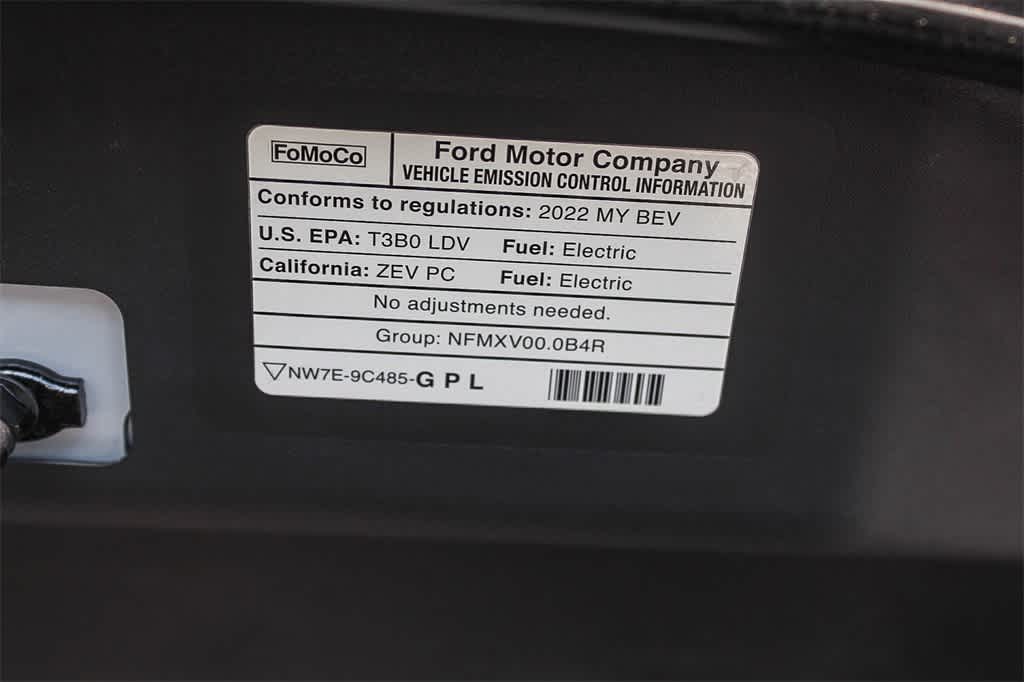 FoMoCo
Ford Motor Company
VEHICLE EMISSION CONTROL INFORMATION
Conforms to regulations: 2022 MY BEV
U.S. EPA: T3B0 LDV Fuel: Electric
California: ZEV PC Fuel: Electric
No adjustments needed.
Group: NFMXV00.0B4R
NW7E-9C485-G P L